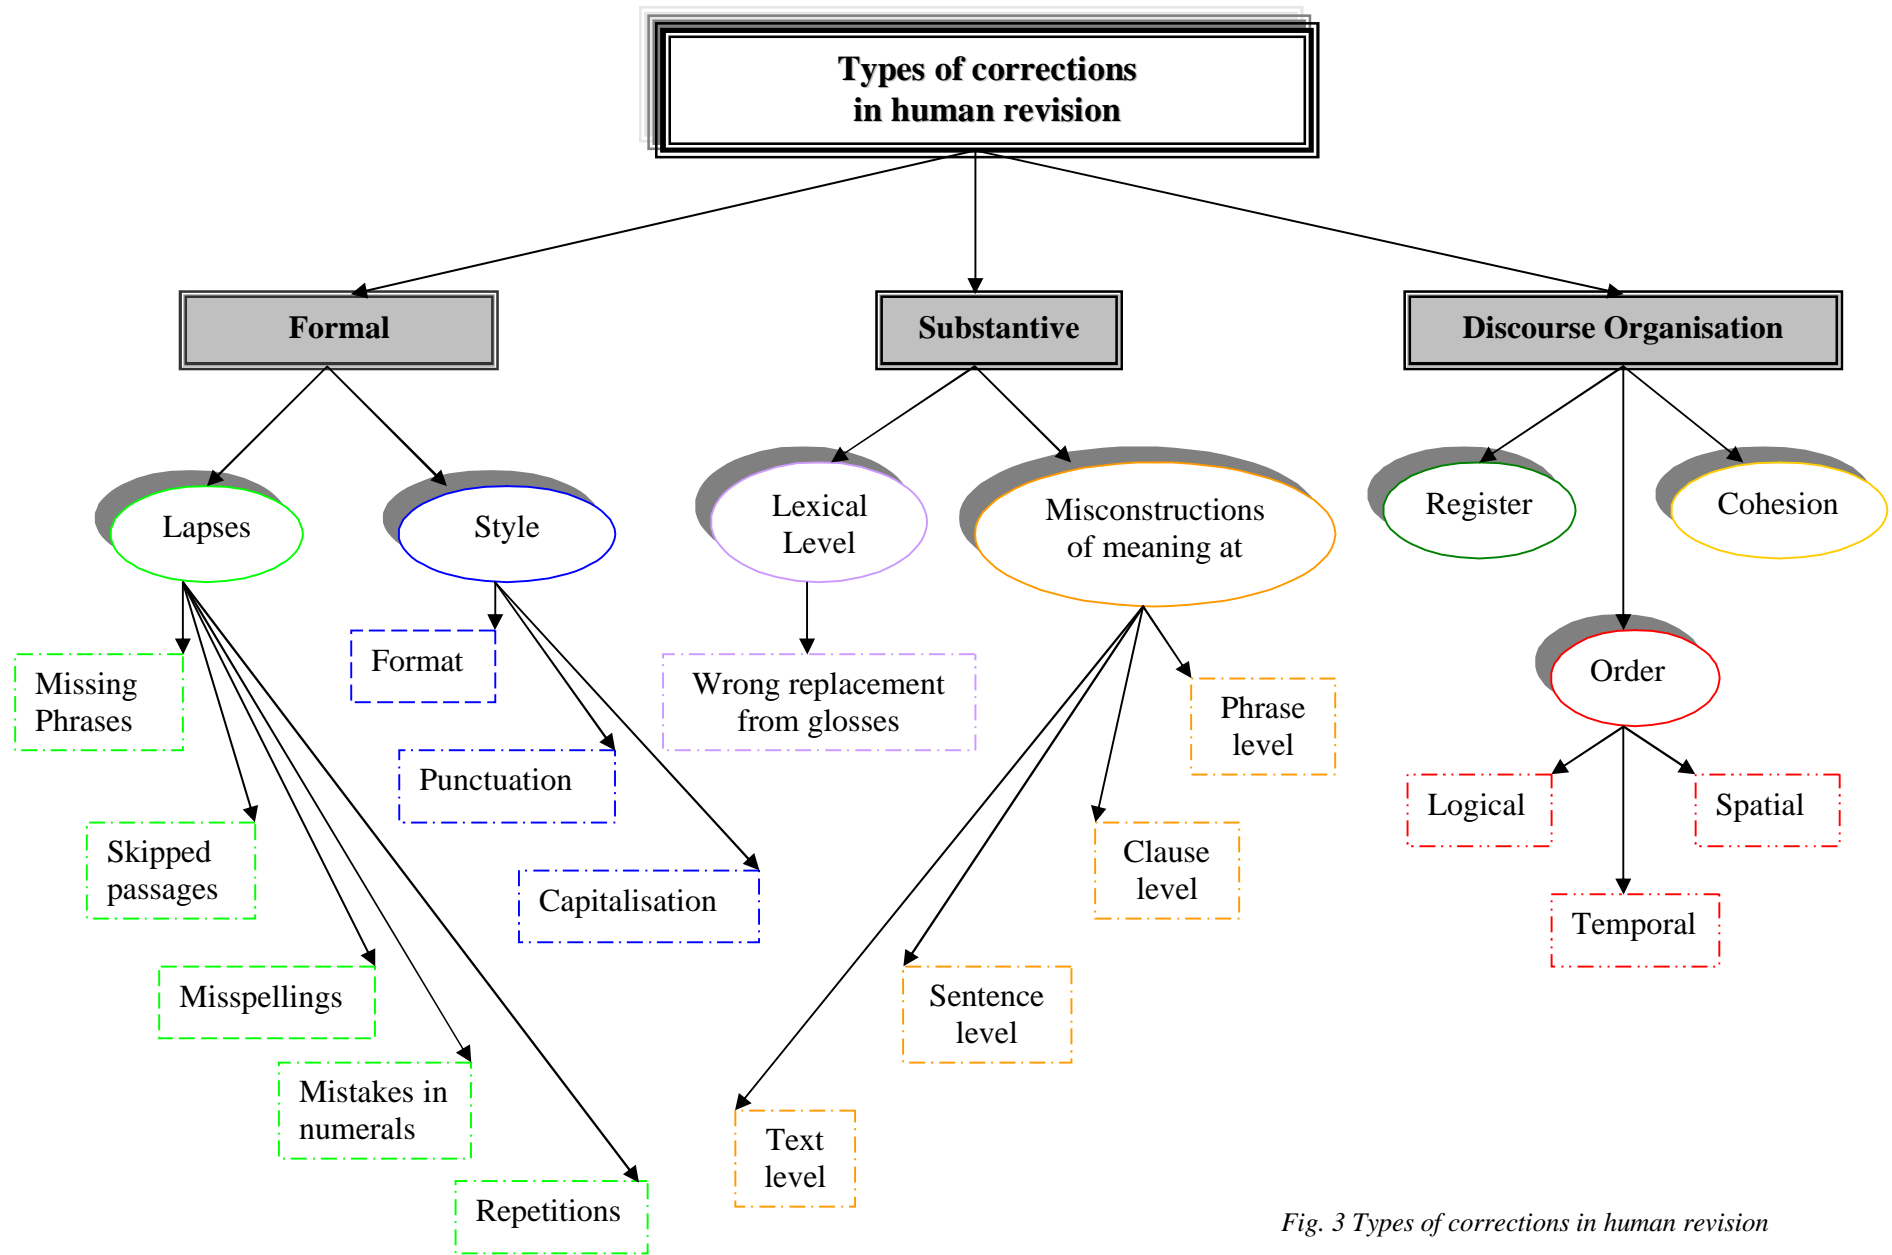 Types of corrections
in human revision
Formal
Substantive
Discourse Organisation
Lapses
Style
Lexical
Level
Misconstructions
of meaning at
Register
Cohesion
Order
Missing
Phrases
Skipped
passages
Misspellings
Mistakes in
numerals
Repetitions
Format
Punctuation
Capitalisation
Wrong replacement
from glosses
Phrase
level
Clause
level
Sentence
level
Text
level
Logical
Spatial
Temporal
Fig. 3 Types of corrections in human revision